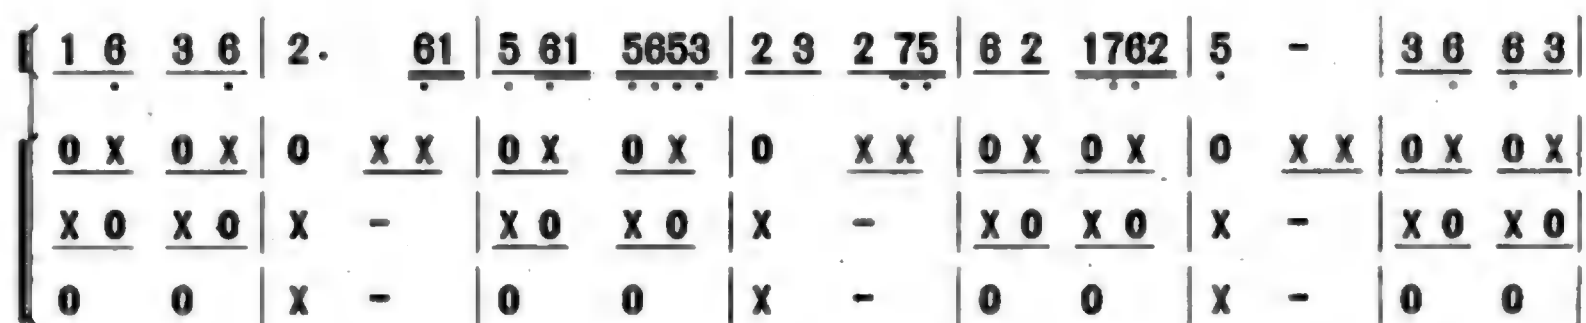 1 6 3 6 | 2. 61 | 5 61 5653 | 2 3 2 75 | 6 2 1762 | 5 - | 3 6 6 3 |
0 X 0 X | 0 X X | 0 X 0 X | 0 X X | 0 X 0 X | 0 X X | 0 X 0 X |
X 0 X 0 | X - | X 0 X 0 | X - | X 0 X 0 | X - | X 0 X 0 |
0 0 | X - | 0 0 | X - | 0 0 | X - | 0 0 |